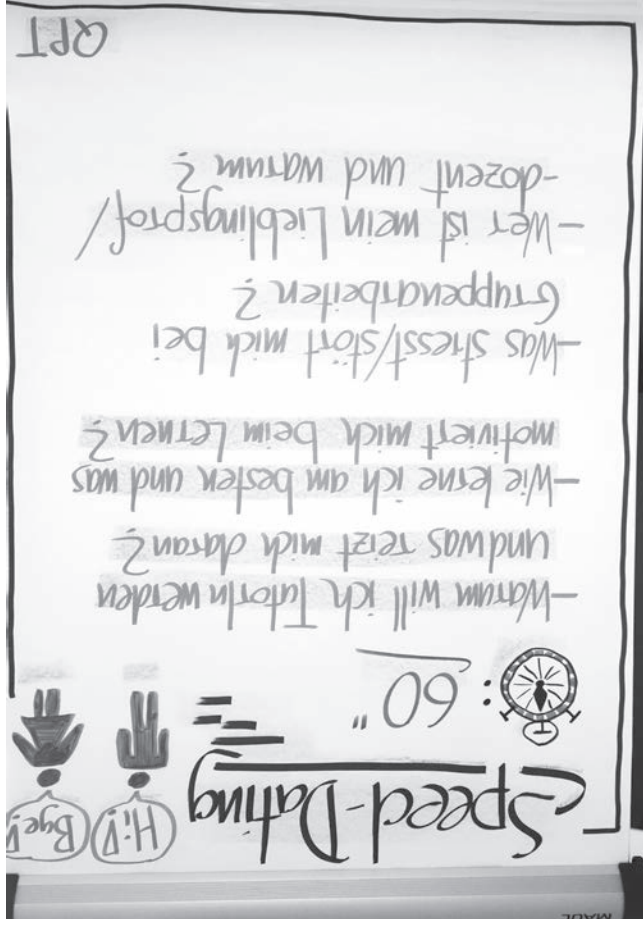 Speed-Dating
Hi!
Bye!
: 60"
-Warum will ich TutorIn werden
und was reizt mich daran?
-Wie lerne ich am besten und was
motiviert mich beim Lernen?
-Was stresst/stört mich bei
Gruppenarbeiten?
-Wer ist mein Lieblingsprof/
-dozent und warum?
QPT